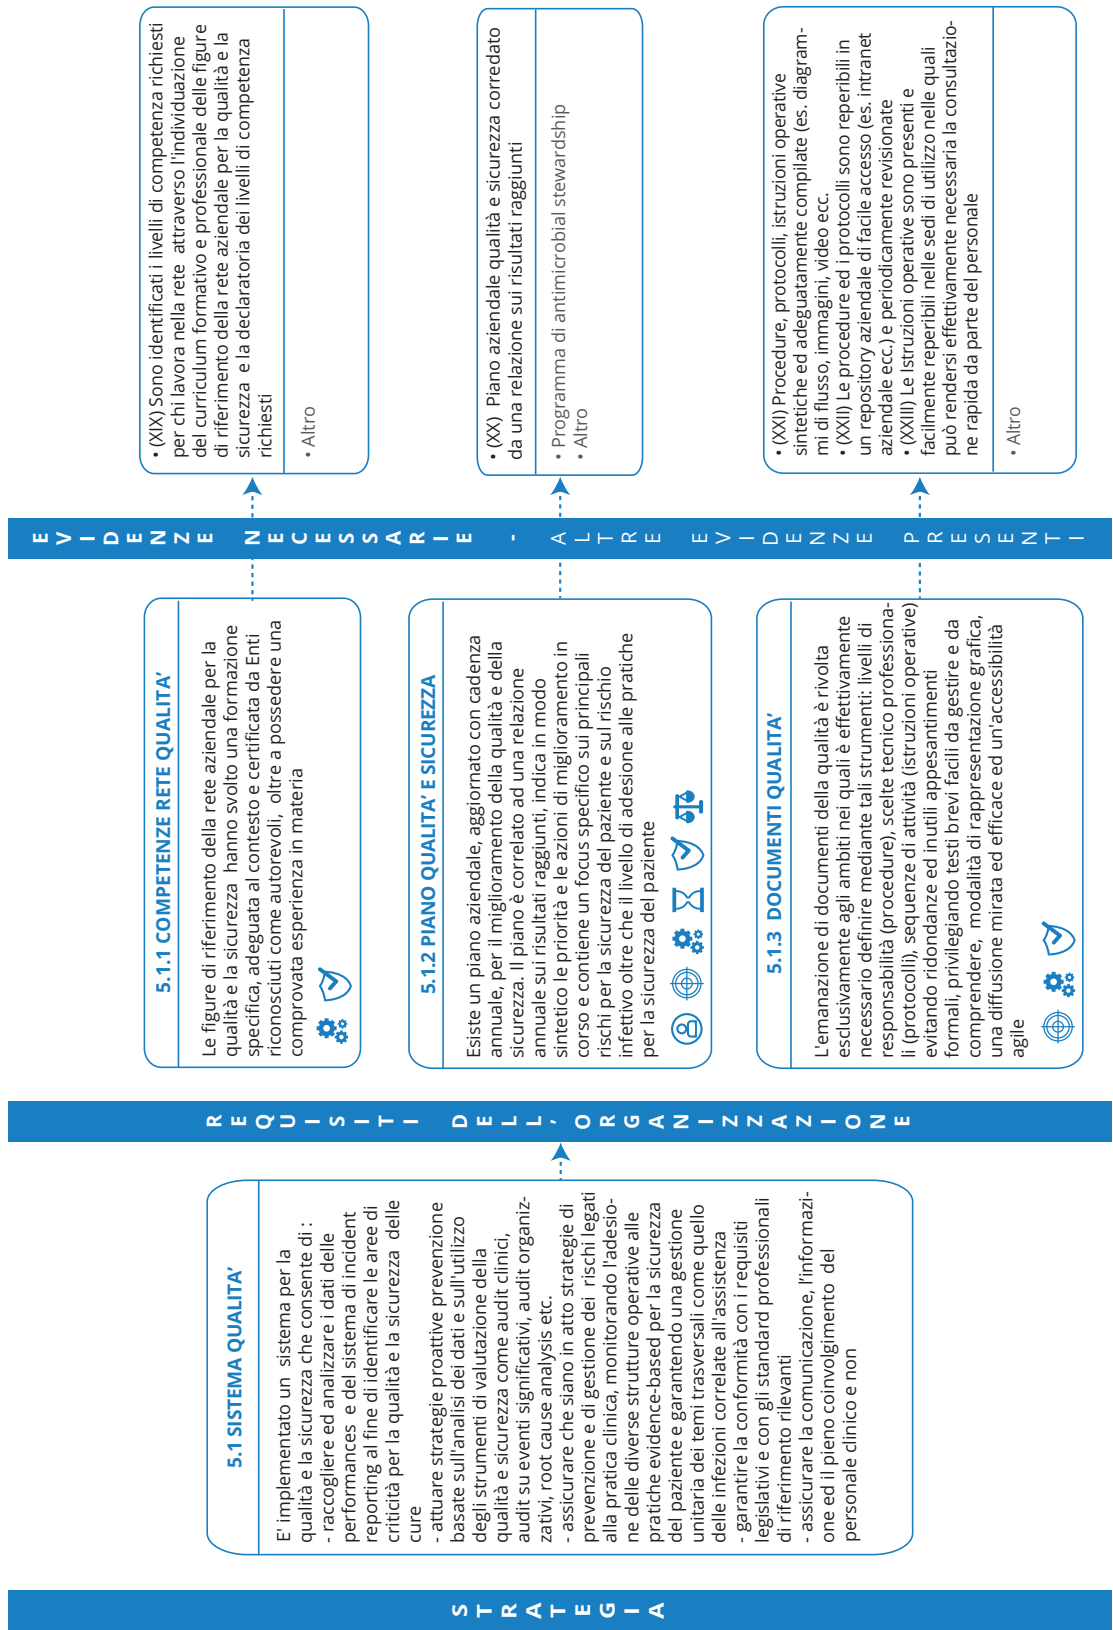 STRATEGIA
5.1 SISTEMA QUALITA’
E' implementato un sistema per la
qualità e la sicurezza che consente di :
- raccogliere ed analizzare i dati delle
performances e del sistema di incident
reporting al fine di identificare le aree di
criticità per la qualità e la sicurezza delle
cure
- attuare strategie proattive prevenzione
basate sull'analisi dei dati e sull'utilizzo
degli strumenti di valutazione della
qualità e sicurezza come audit clinici,
audit su eventi significativi, audit organiz-
zativi, root cause analysis etc.
- assicurare che siano in atto strategie di
prevenzione e di gestione dei rischi legati
alla pratica clinica, monitorando l'adesio-
ne delle diverse strutture operative alle
pratiche evidence-based per la sicurezza
del paziente e garantendo una gestione
unitaria dei temi trasversali come quello
delle infezioni correlate all'assistenza
- garantire la conformità con i requisiti
legislativi e con gli standard professionali
di riferimento rilevanti
- assicurare la comunicazione, l'informazi-
one ed il pieno coinvolgimento del
personale clinico e non
REQUISITI DELL’ORGANIZZAZIONE
5.1.1 COMPETENZE RETE QUALITA’
Le figure di riferimento della rete aziendale per la
qualità e la sicurezza hanno svolto una formazione
specifica, adeguata al contesto e certificata da Enti
riconosciuti come autorevoli, oltre a possedere una
comprovata esperienza in materia
5.1.2 PIANO QUALITA’ E SICUREZZA
Esiste un piano aziendale, aggiornato con cadenza
annuale, per il miglioramento della qualità e della
sicurezza. Il piano è correlato ad una relazione
annuale sui risultati raggiunti, indica in modo
sintetico le priorità e le azioni di miglioramento in
corso e contiene un focus specifico sui principali
rischi per la sicurezza del paziente e sul rischio
infettivo oltre che il livello di adesione alle pratiche
per la sicurezza del paziente
5.1.3 DOCUMENTI QUALITA’
L'emanazione di documenti della qualità è rivolta
esclusivamente agli ambiti nei quali è effettivamente
necessario definire mediante tali strumenti: livelli di
responsabilità (procedure), scelte tecnico professiona-
li (protocolli), sequenze di attività (istruzioni operative)
evitando ridondanze ed inutili appesantimenti
formali, privilegiando testi brevi facili da gestire e da
comprendere, modalità di rappresentazione grafica,
una diffusione mirata ed efficace ed un'accessibilità
agile
EVIDENZE NECESSARIE - ALTRE EVIDENZE PRESENTI
• (XIX) Sono identificati i livelli di competenza richiesti
per chi lavora nella rete attraverso l'individuazione
del curriculum formativo e professionale delle figure
di riferimento della rete aziendale per la qualità e la
sicurezza e la declaratoria dei livelli di competenza
richiesti
• Altro
• (XX) Piano aziendale qualità e sicurezza corredato
da una relazione sui risultati raggiunti
• Programma di antimicrobial stewardship
• Altro
• (XXI) Procedure, protocolli, istruzioni operative
sintetiche ed adeguatamente compilate (es. diagram-
mi di flusso, immagini, video ecc.
• (XXII) Le procedure ed i protocolli sono reperibili in
un repository aziendale di facile accesso (es. intranet
aziendale ecc.) e periodicamente revisionate
• (XXIII) Le Istruzioni operative sono presenti e
facilmente reperibili nelle sedi di utilizzo nelle quali
può rendersi effettivamente necessaria la consultazio-
ne rapida da parte del personale
• Altro